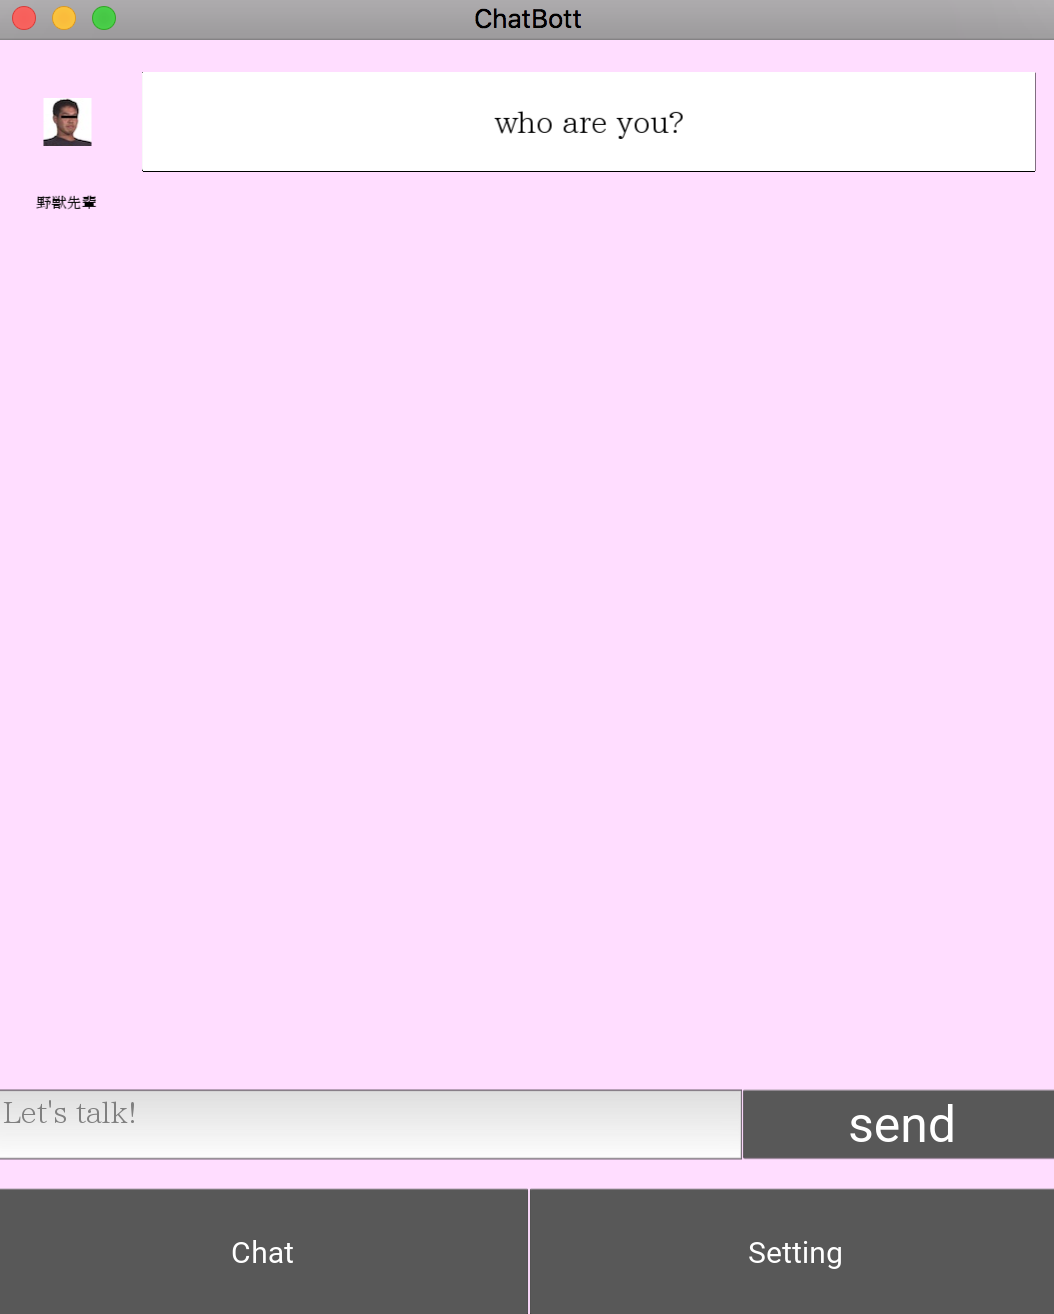 ChatBott
who are you?
野獣先輩
Let's talk!
send
Chat
Setting